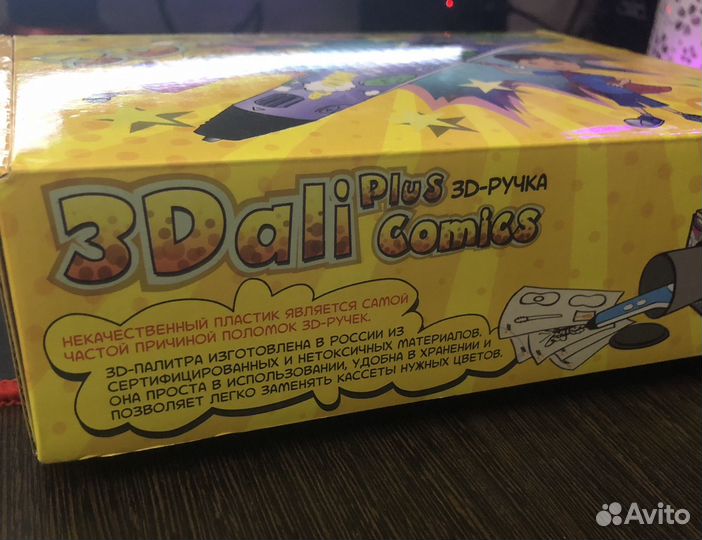 3Dali Plus 3D-РУЧКА
Comics
НЕКАЧЕСТВЕННЫЙ ПЛАСТИК ЯВЛЯЕТСЯ САМОЙ
ЧАСТОЙ ПРИЧИНОЙ ПОЛОМОК 3D-РУЧЕК.
3D-ПАЛИТРА ИЗГОТОВЛЕНА В РОССИИ ИЗ
СЕРТИФИЦИРОВАННЫХ И НЕТОКСИЧНЫХ МАТЕРИАЛОВ.
ОНА ПРОСТА В ИСПОЛЬЗОВАНИИ, УДОБНА В ХРАНЕНИИ И
ПОЗВОЛЯЕТ ЛЕГКО ЗАМЕНЯТЬ КАССЕТЫ НУЖНЫХ ЦВЕТОВ.
Avito